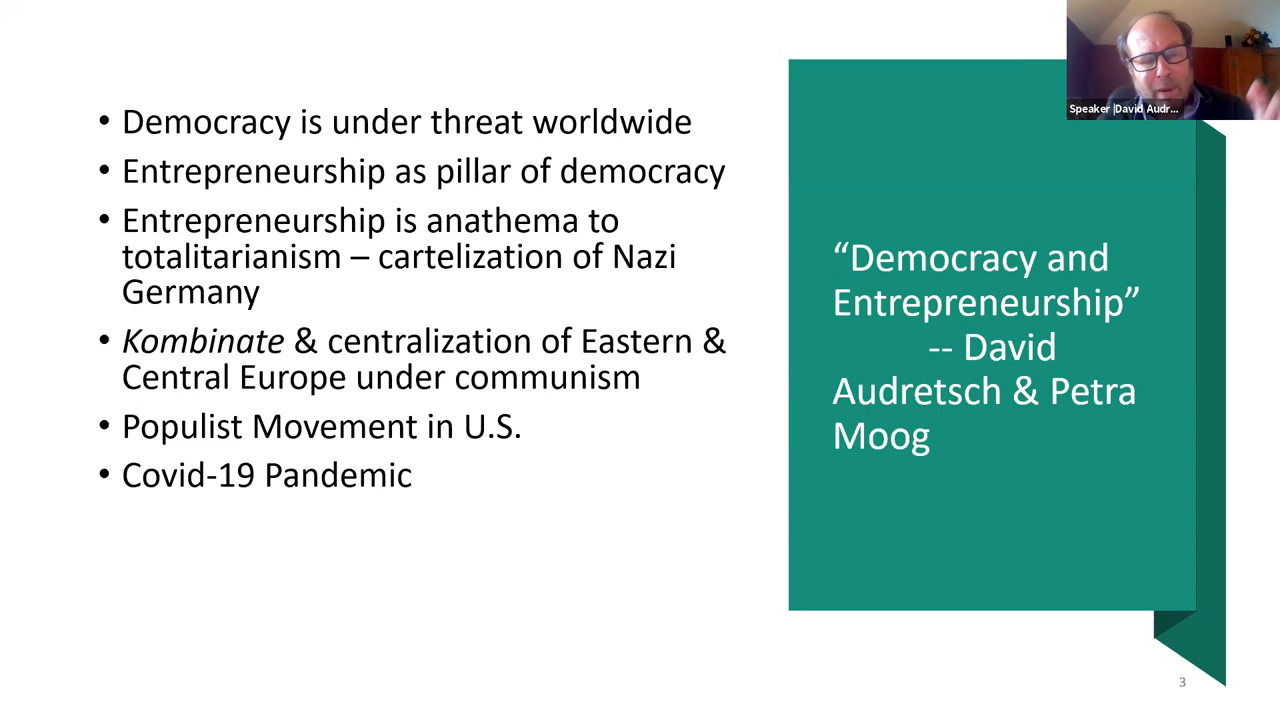 • Democracy is under threat worldwide
• Entrepreneurship as pillar of democracy
• Entrepreneurship is anathema to
totalitarianism – cartelization of Nazi
Germany
• Kombinate & centralization of Eastern &
Central Europe under communism
• Populist Movement in U.S.
• Covid-19 Pandemic
Speaker |David Audr...
“Democracy and
Entrepreneurship”
-- David
Audretsch & Petra
Moog
3